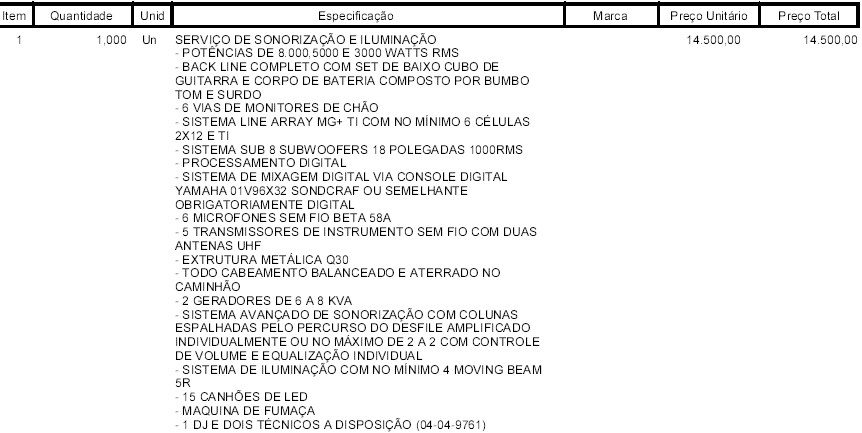 Item Quantidade Unid Especificação Marca Preço Unitário Preço Total
1 1,000 Un SERVIÇO DE SONORIZAÇÃO E ILUMINAÇÃO 14.500,00 14.500,00
- POTÊNCIAS DE 8.000,5000 E 3000 WATTS RMS
- BACK LINE COMPLETO COM SET DE BAIXO CUBO DE
GUITARRA E CORPO DE BATERIA COMPOSTO POR BUMBO
TOM E SURDO
- 6 VIAS DE MONITORES DE CHÃO
- SISTEMA LINE ARRAY MG+ TI COM NO MÍNIMO 6 CÉLULAS
2X12 E TI
- SISTEMA SUB 8 SUBWOOFERS 18 POLEGADAS 1000RMS
- PROCESSAMENTO DIGITAL
- SISTEMA DE MIXAGEM DIGITAL VIA CONSOLE DIGITAL
YAMAHA 01V96X32 SONDCRAF OU SEMELHANTE
OBRIGATORIAMENTE DIGITAL
- 6 MICROFONES SEM FIO BETA 58A
- 5 TRANSMISSORES DE INSTRUMENTO SEM FIO COM DUAS
ANTENAS UHF
- EXTRUTURA METÁLICA Q30
- TODO CABEAMENTO BALANCEADO E ATERRADO NO
CAMINHÃO
- 2 GERADORES DE 6 A 8 KVA
- SISTEMA AVANÇADO DE SONORIZAÇÃO COM COLUNAS
ESPALHADAS PELO PERCURSO DO DESFILE AMPLIFICADO
INDIVIDUALMENTE OU NO MÁXIMO DE 2 A 2 COM CONTROLE
DE VOLUME E EQUALIZAÇÃO INDIVIDUAL
- SISTEMA DE ILUMINAÇÃO COM NO MÍNIMO 4 MOVING BEAM
5R
- 15 CANHÕES DE LED
- MAQUINA DE FUMAÇA
- 1 DJ E DOIS TÉCNICOS A DISPOSIÇÃO (04-04-9761)